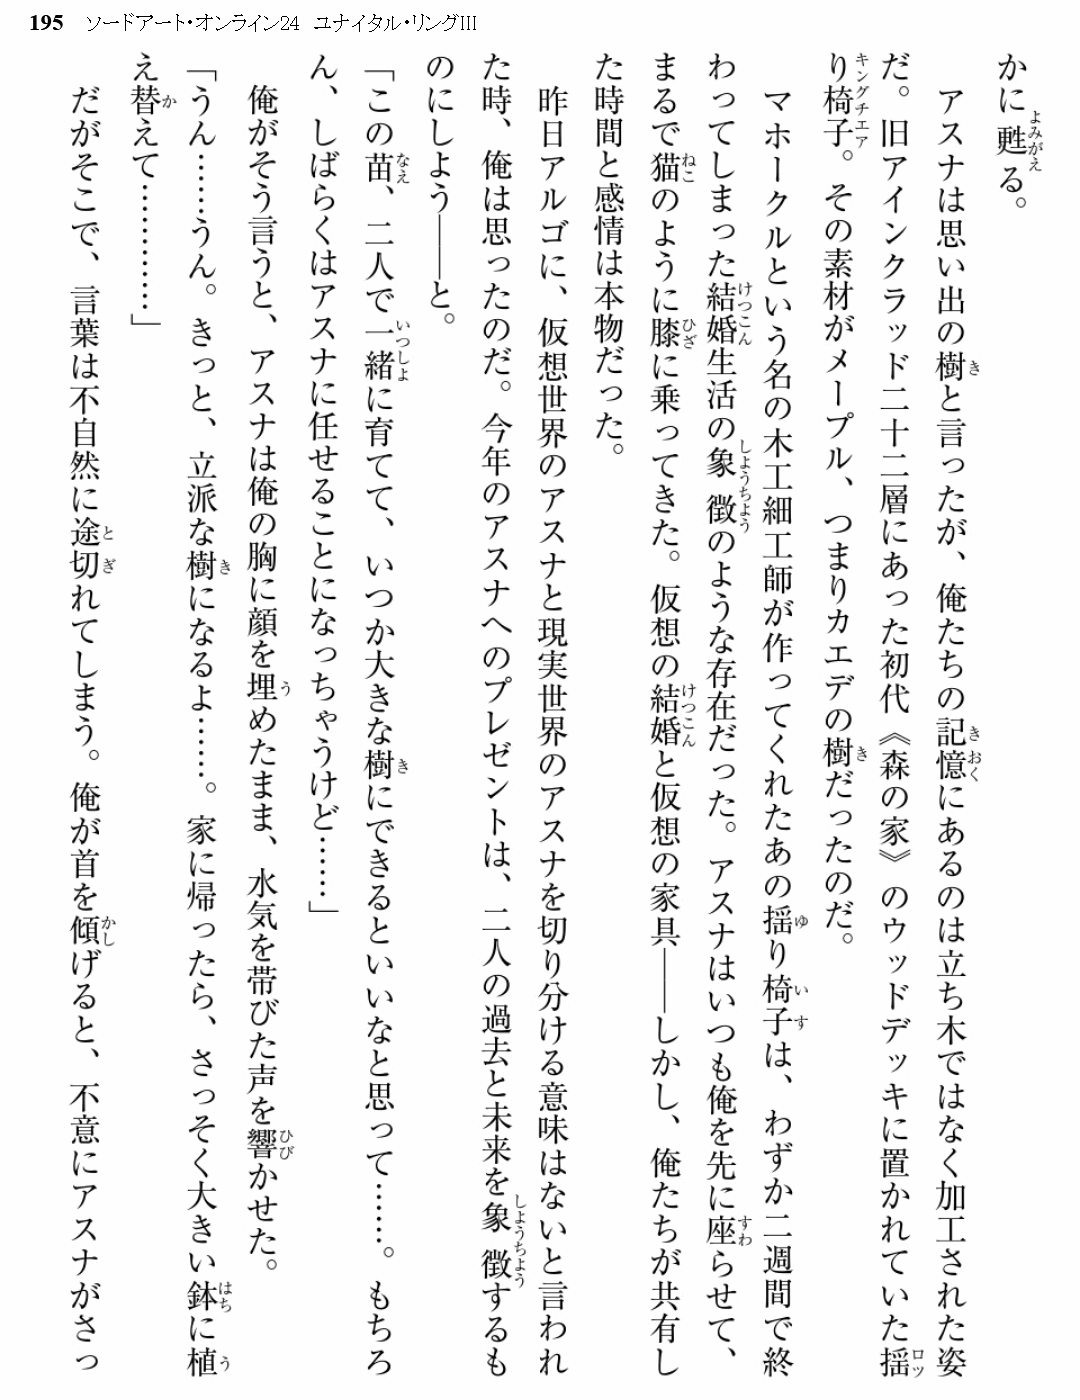 195 ソードアート・オンライン24 ユナイタル・リングIII
かに甦る。
アスナは思い出の樹と言ったが、俺たちの記憶にあるのは立ち木ではなく加工された姿
だ。旧アインクラッド二十二層にあった初代《森の家》のウッドデッキに置かれていた揺
り椅子。その素材がメープル、つまりカエデの樹だったのだ。
マホークルという名の木工細工師が作ってくれたあの揺り椅子は、わずか二週間で終
わってしまった結婚生活の象徴のような存在だった。アスナはいつも俺を先に座らせて、
まるで猫のように膝に乗ってきた。仮想の結婚と仮想の家具――しかし、俺たちが共有し
た時間と感情は本物だった。
昨日アルゴに、仮想世界のアスナと現実世界のアスナを切り分ける意味はないと言われ
た時、俺は思ったのだ。今年のアスナへのプレゼントは、二人の過去と未来を象徴するも
のにしよう――と。
「この苗、二人で一緒に育てて、いつか大きな樹にできるといいなと思って……。もちろ
ん、しばらくはアスナに任せることになっちゃうけど……」
俺がそう言うと、アスナは俺の胸に顔を埋めたまま、水気を帯びた声を響かせた。
「うん……うん。きっと、立派な樹になるよ……。家に帰ったら、さっそく大きい鉢に植
え替えて…………」
だがそこで、言葉は不自然に途切れてしまう。俺が首を傾げると、不意にアスナがさっ